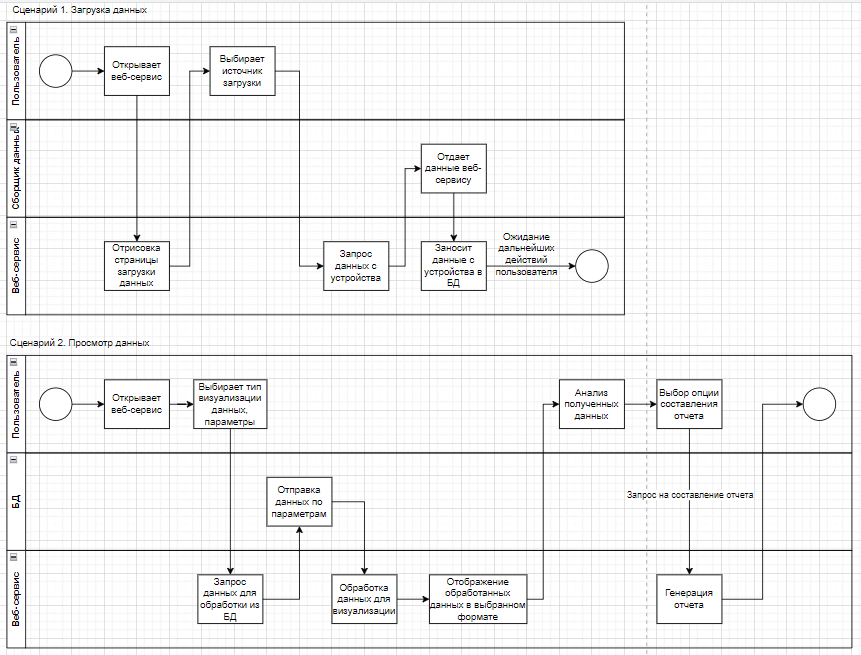 Сценарий 1. Загрузка данных
Пользователь
Открывает
веб-сервис
Выбирает
источник
загрузки
Сборщик данных
Отдает
данные веб-
сервису
Веб-сервис
Отрисовка
страницы
загрузки
данных
Запрос
данных с
устройства
Заносит
данные с
устройства в
БД
Ожидание
дальнейших
действий
пользователя
Сценарий 2. Просмотр данных
Пользователь
Открывает
веб-сервис
Выбирает тип
визуализации
данных,
параметры
Анализ
полученных
данных
Выбор опции
составления
отчета
БД
Отправка
данных по
параметрам
Запрос на составление отчета
Веб-сервис
Запрос
данных для
обработки из
БД
Обработка
данных для
визуализации
Отображение
обработанных
данных в выбранном
формате
Генерация
отчета